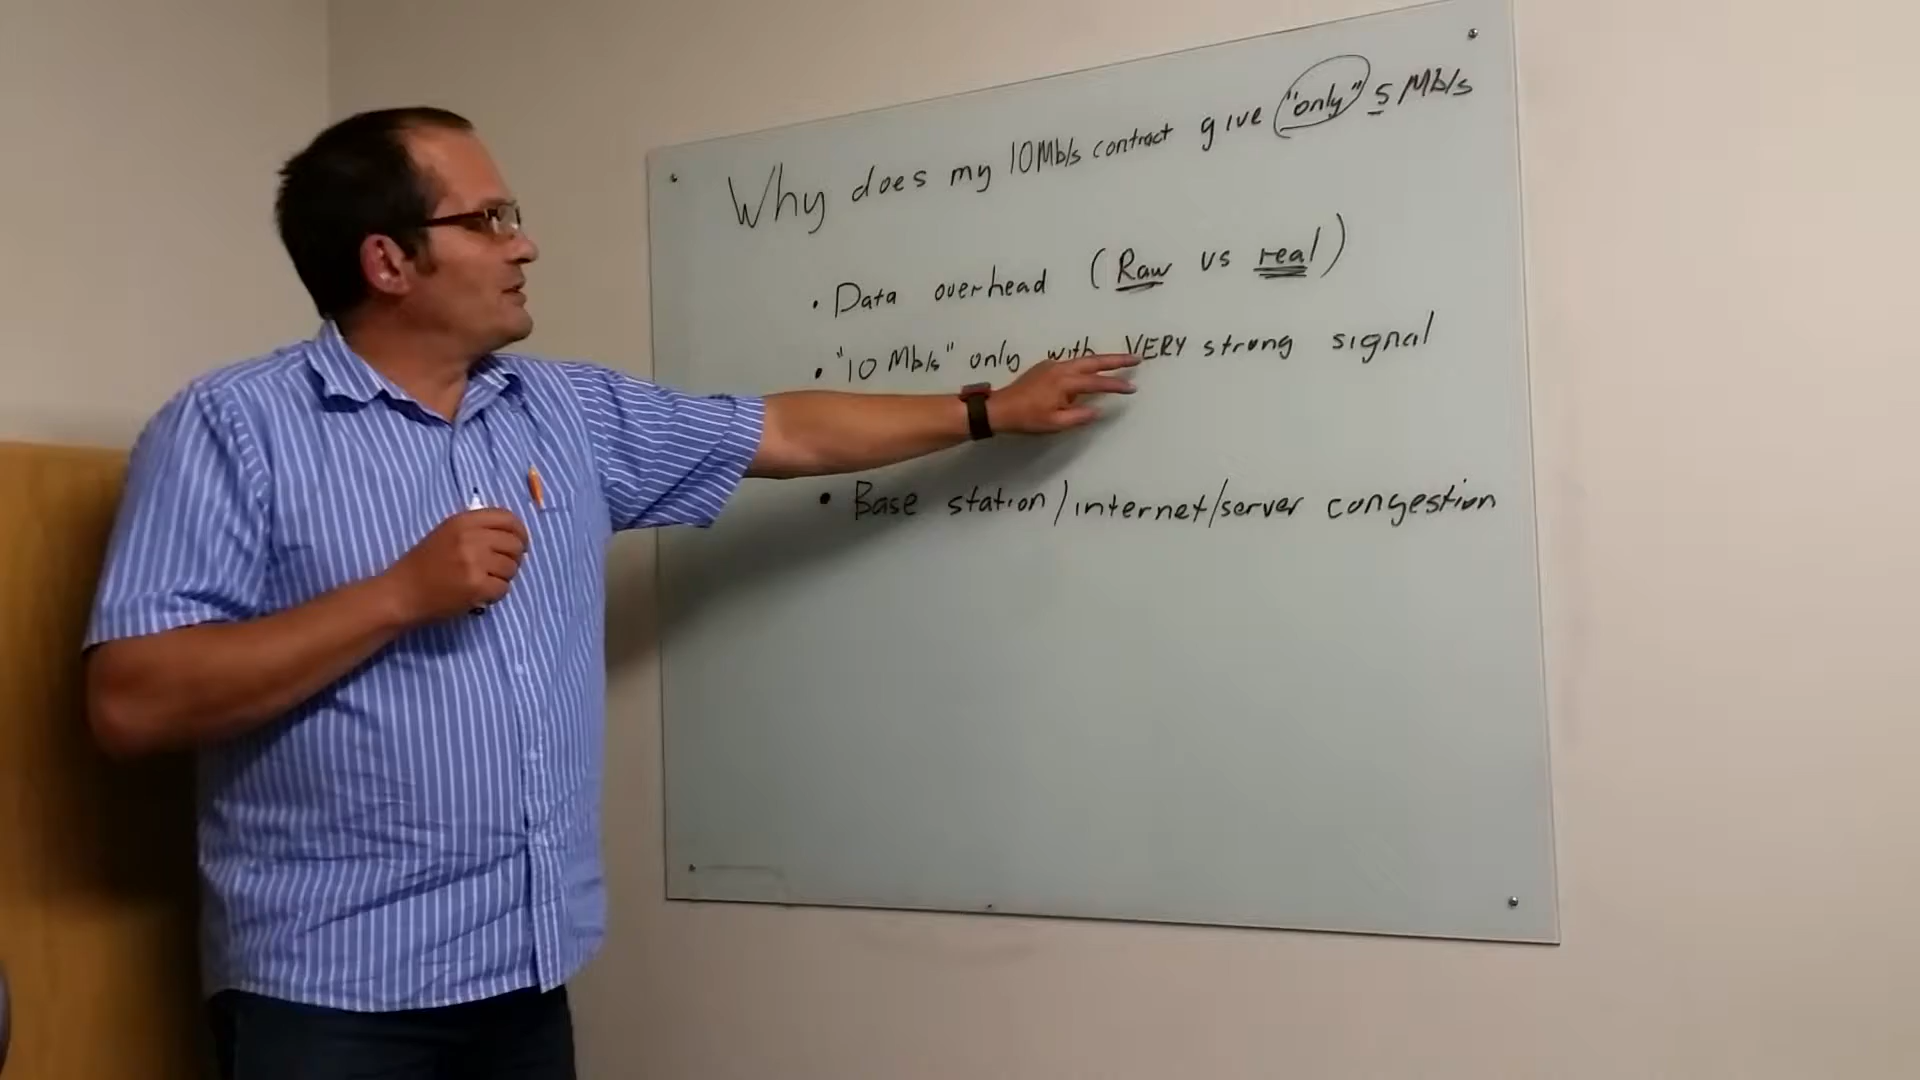 Why does my 10Mb/s contract give "only" 5 Mb/s
• Data overhead (Raw vs real)
• "10 Mb/s" only with VERY strong signal
• Base station/internet/server congestion